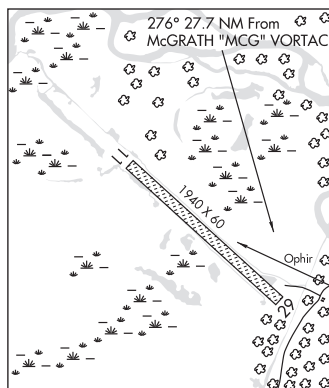 276° 27.7 NM From
McGRATH "MCG" VORTAC
1940 X 60
Ophir
29